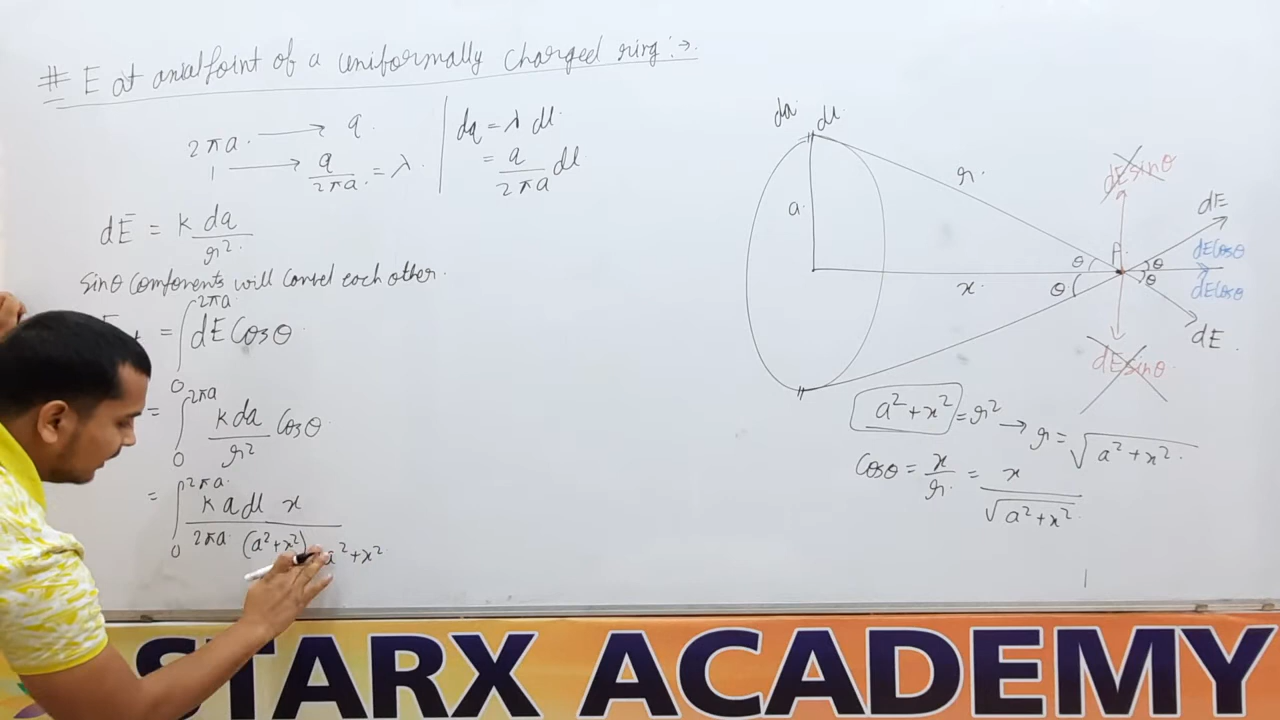 # E at axial point of a uniformally charged ring :→.
2πa. → q.
1 → q/2πa. = λ.
dq = λ dl.
= q/2πa dl
dE = k dq/r².
sinθ components will cancel each other.
= ∫₀^2πa. dE Cosθ
= ∫₀^2πa k dq/r² Cosθ
= ∫₀^2πa. k q dl x / 2πa. (a²+x²) a²+x²
dq dl
a.
r.
x.
θ
θ
θ
θ
P.
dE sinθ
dE
dE Cosθ
dE Cosθ
dE.
dE sinθ.
a²+x² = r² → r = √a²+x².
Cosθ = x/r. = x/√a²+x².
STARX ACADEMY